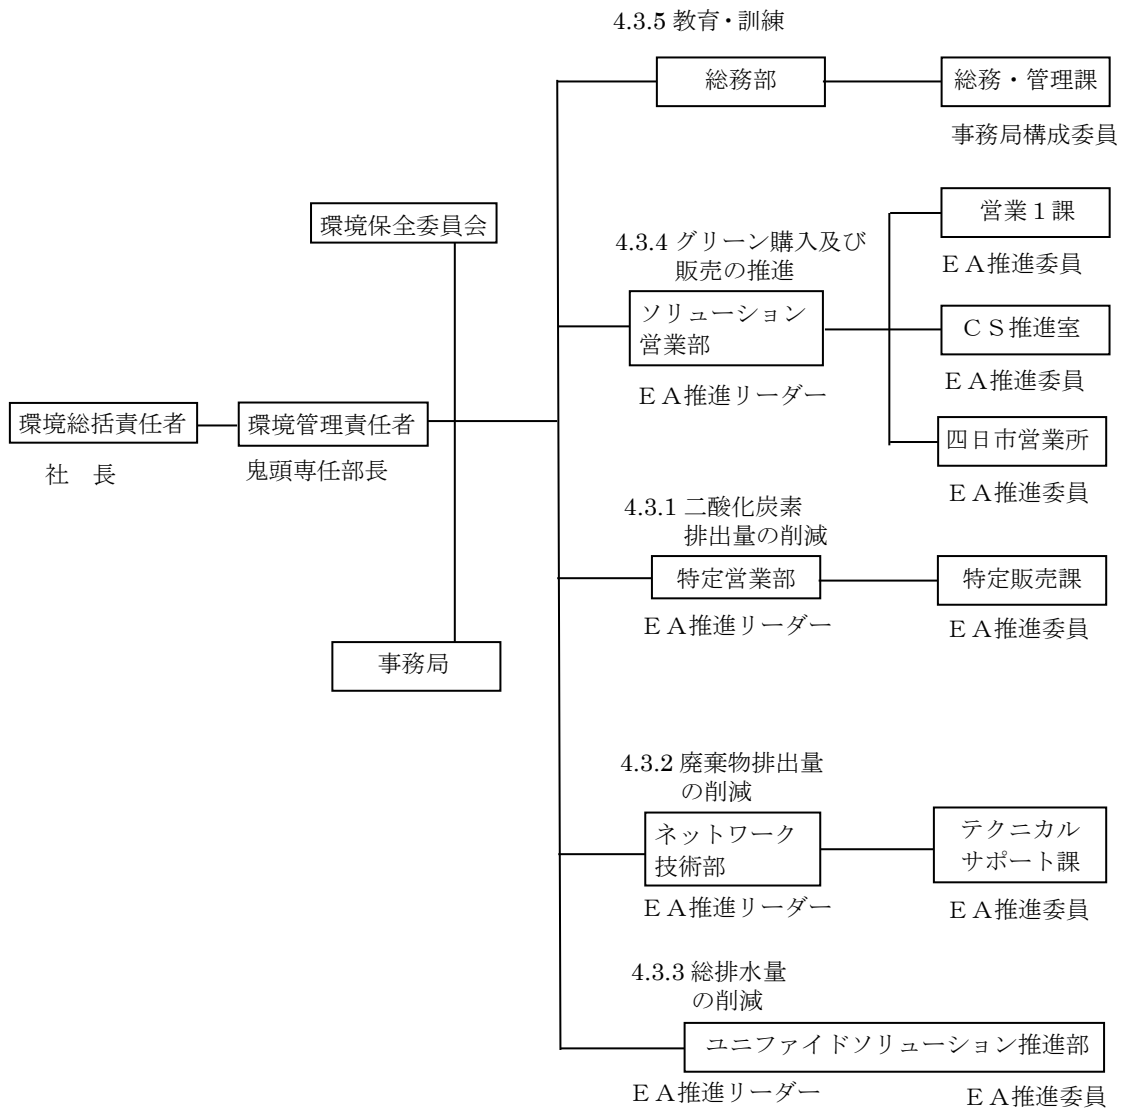 4.3.5 教育・訓練
総務部
総務・管理課
事務局構成委員
環境保全委員会
4.3.4 グリーン購入及び
販売の推進
ソリューション
営業部
ＥＡ推進リーダー
営業１課
ＥＡ推進委員
ＣＳ推進室
ＥＡ推進委員
四日市営業所
ＥＡ推進委員
環境総括責任者
社　長
環境管理責任者
鬼頭専任部長
4.3.1 二酸化炭素
排出量の削減
特定営業部
ＥＡ推進リーダー
特定販売課
ＥＡ推進委員
事務局
4.3.2 廃棄物排出量
の削減
ネットワーク
技術部
ＥＡ推進リーダー
テクニカル
サポート課
ＥＡ推進委員
4.3.3 総排水量
の削減
ユニファイドソリューション推進部
ＥＡ推進リーダー
ＥＡ推進委員